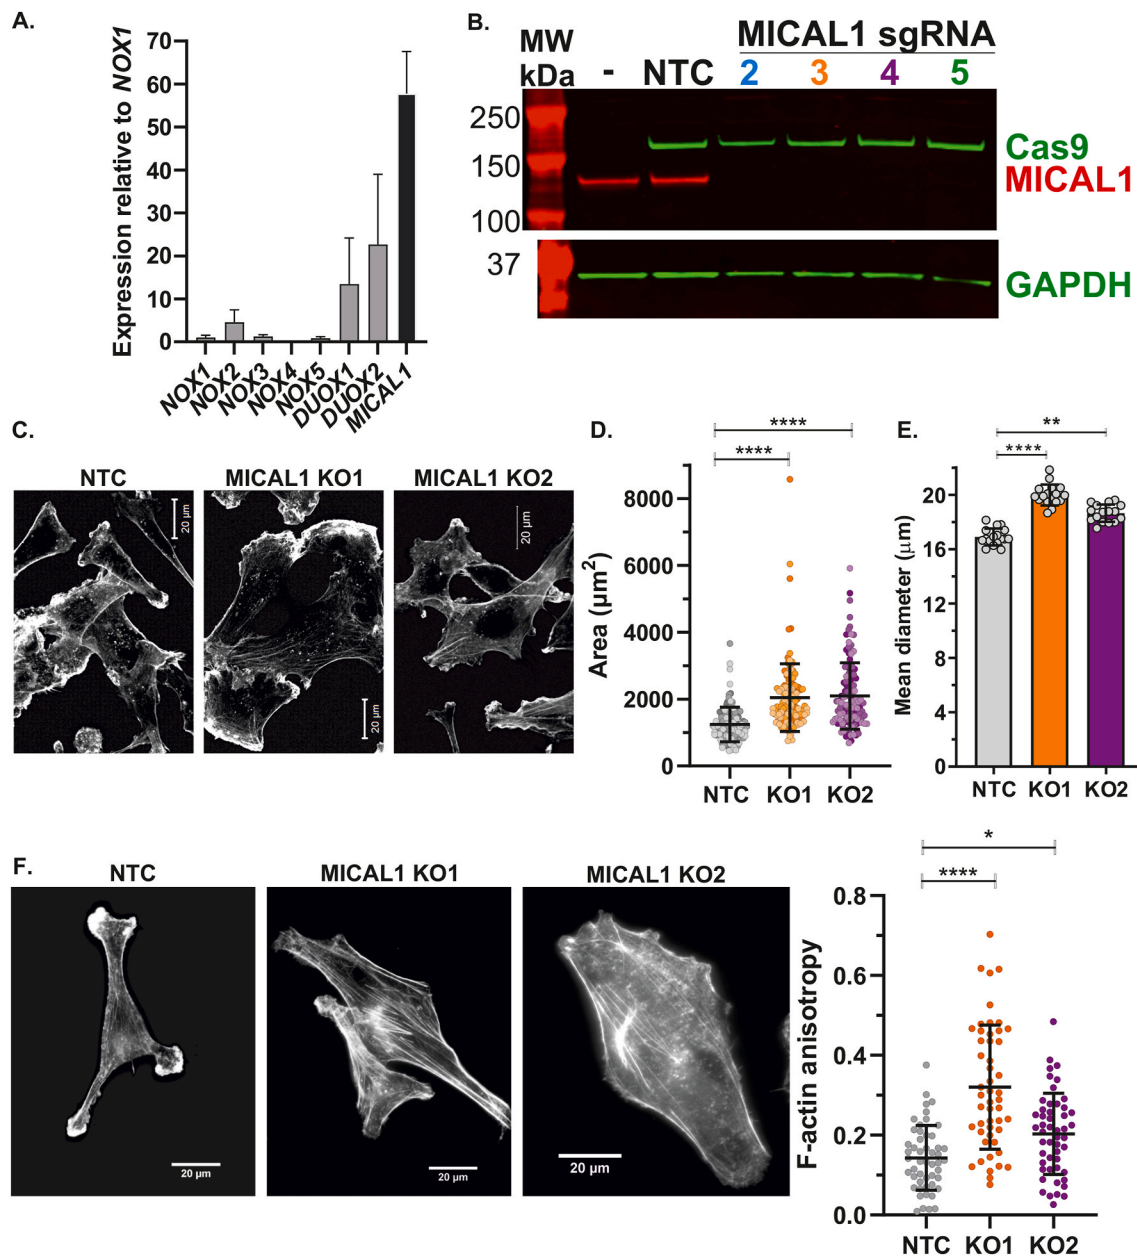 A.
Expression relative to NOX1
70
60
50
40
30
20
10
0
NOX1
NOX2
NOX3
NOX4
NOX5
DUOX1
DUOX2
MICAL1
B.
MW
kDa
MICAL1 sgRNA
- NTC 2 3 4 5
250
150
100
37
Cas9
MICAL1
GAPDH
C.
NTC
MICAL1 KO1
MICAL1 KO2
20 µm
20 µm
20 µm
D.
****
****
Area (µm²)
8000
6000
4000
2000
0
NTC KO1 KO2
E.
**
****
Mean diameter (µm)
20
16
12
8
4
0
NTC KO1 KO2
F.
NTC
MICAL1 KO1
MICAL1 KO2
20 µm
20 µm
20 µm
*
****
F-actin anisotropy
0.8
0.6
0.4
0.2
0.0
NTC KO1 KO2